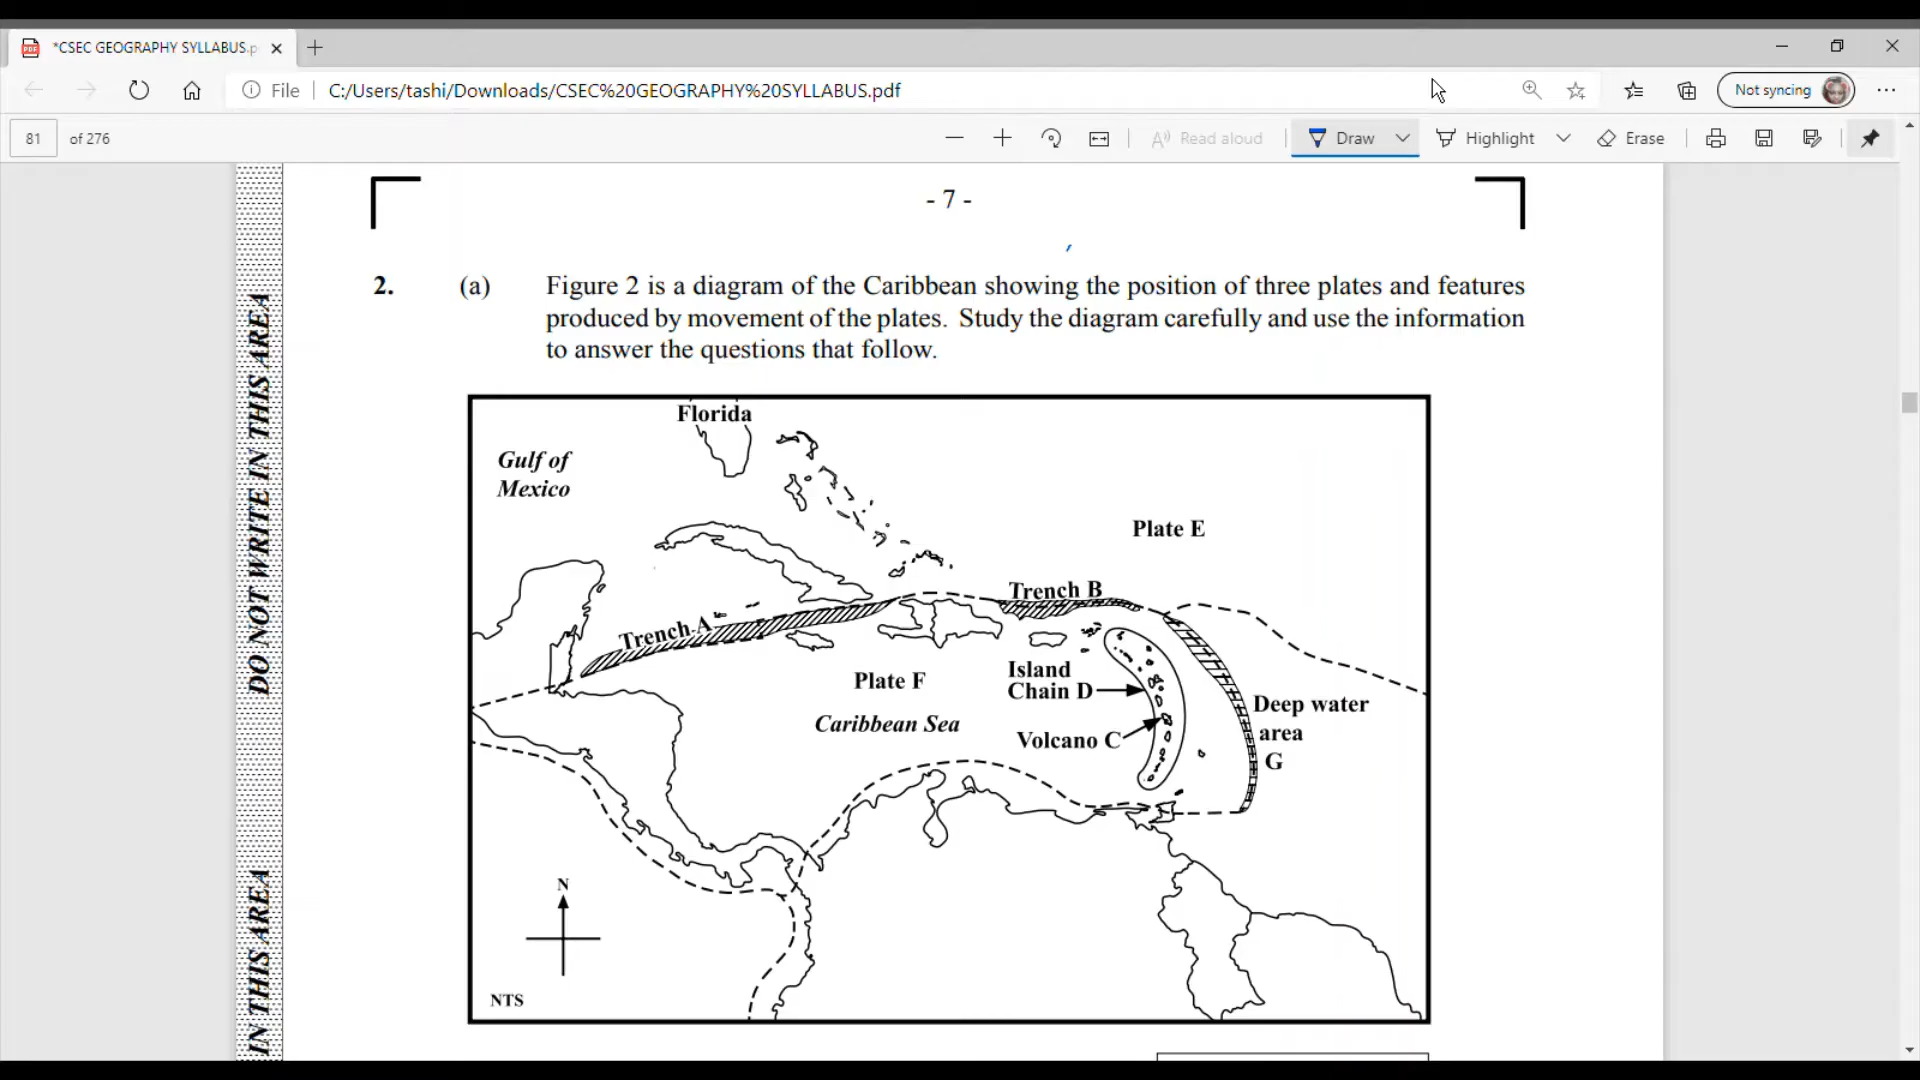 *CSEC GEOGRAPHY SYLLABUS.p
File
C:/Users/tashi/Downloads/CSEC%20GEOGRAPHY%20SYLLABUS.pdf
Not syncing
81 of 276
Read aloud
Draw
Highlight
Erase
- 7 -
DO NOT WRITE IN THIS AREA
IN THIS AREA
2. (a) Figure 2 is a diagram of the Caribbean showing the position of three plates and features
produced by movement of the plates. Study the diagram carefully and use the information
to answer the questions that follow.
Florida
Gulf of
Mexico
Plate E
Trench B
Trench A
Plate F
Island
Chain D
Caribbean Sea
Volcano C
Deep water
area
G
N
NTS